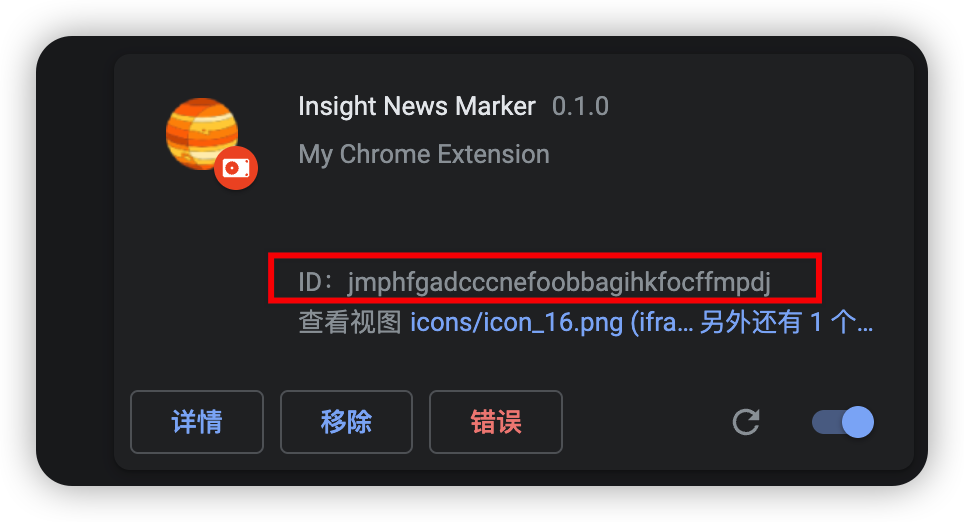 Insight News Marker 0.1.0
My Chrome Extension
ID：jmphfgadcccnefoobbagihkfocffmpdj
查看视图 icons/icon_16.png (ifra... 另外还有 1 个...
详情 移除 错误